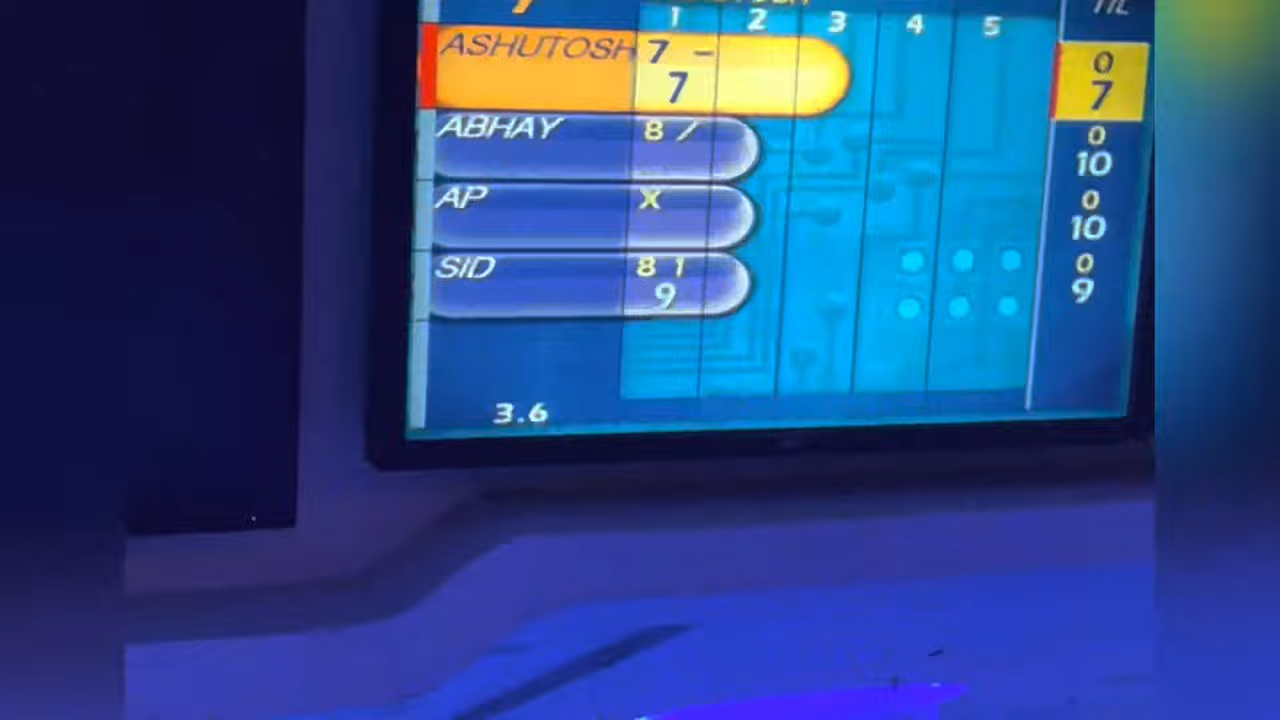 1 2 3 4 5
ASHUTOSH 7 - 0
7 7
ABHAY 8 / 0
10
AP X 0
10
SID 8 1 0
9 9
3.6